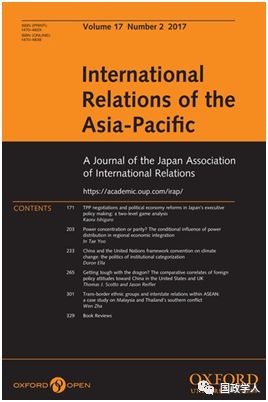 ISSN (PRINT)
1470-482X
ISSN (ONLINE)
1470-4838
Volume 17 Number 2 2017
International
Relations of the
Asia-Pacific
A Journal of the Japan Association
of International Relations
https://academic.oup.com/irap/
CONTENTS
171 TPP negotiations and political economy reforms in Japan's executive
policy making: a two-level game analysis
Kaoru Ishiguro
203 Power concentration or parity? The conditional influence of power
distribution in regional economic integration
In Tae Yoo
233 China and the United Nations framework convention on climate
change: the politics of institutional categorization
Doron Ella
265 Getting tough with the dragon? The comparative correlates of foreign
policy attitudes toward China in the United States and UK
Thomas J. Scotto and Jason Reifler
301 Trans-border ethnic groups and interstate relations within ASEAN:
a case study on Malaysia and Thailand's southern conflict
Wen Zha
329 Book Reviews
OXFORD OPEN
OXFORD
国政学人